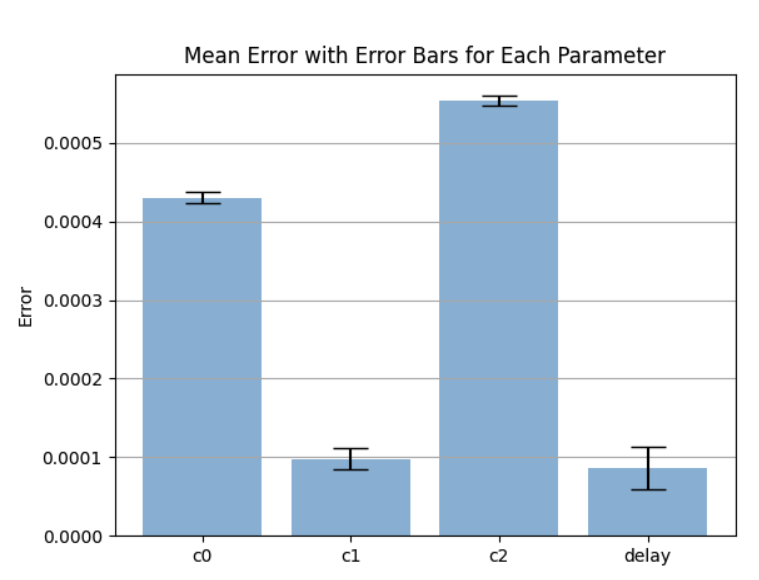 Mean Error with Error Bars for Each Parameter
0.0005
0.0004
0.0003
0.0002
0.0001
0.0000
Error
c0 c1 c2 delay